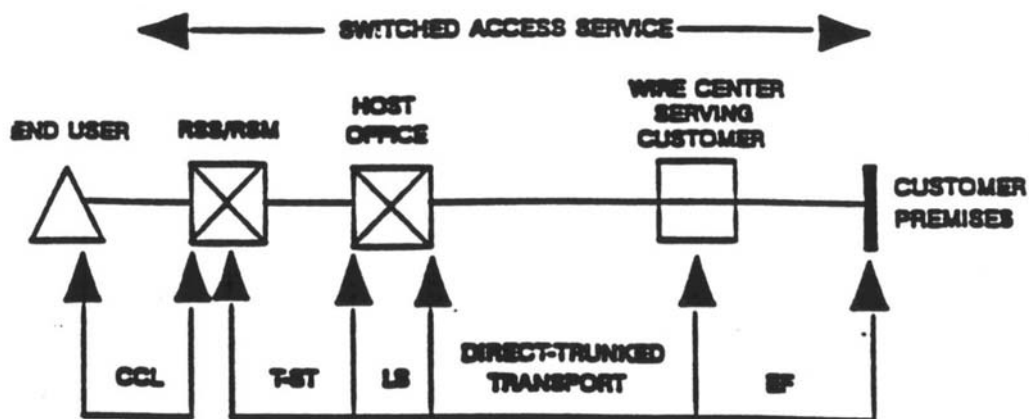 SWITCHED ACCESS SERVICE
WIRE CENTER
SERVING
CUSTOMER
HOST
OFFICE
END USER
RSS/RSM
CUSTOMER
PREMISES
CCL
T-ST
LS
DIRECT-TRUNKED
TRANSPORT
EF